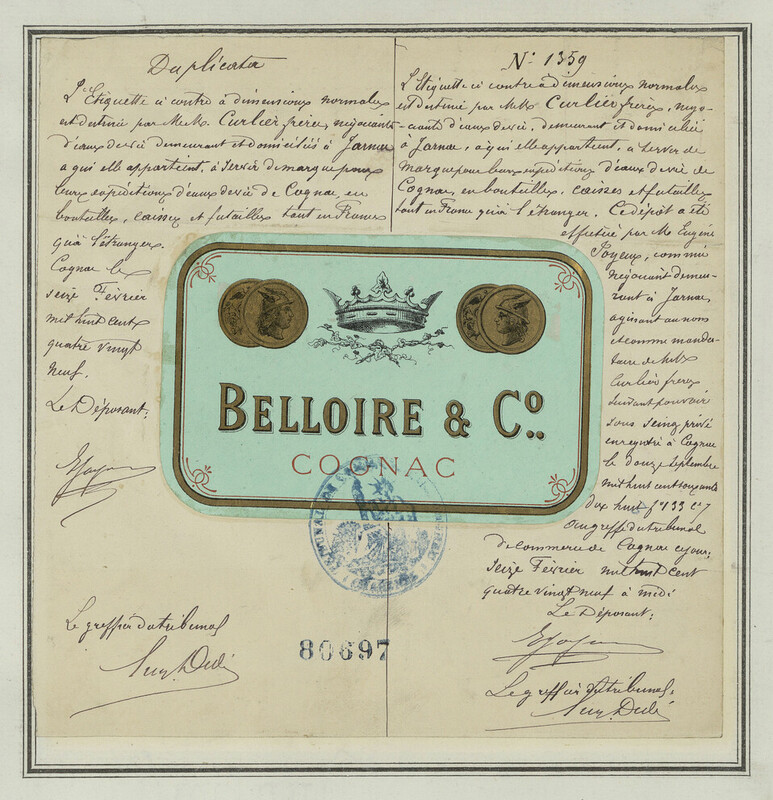 Duplicata
L'Etiquette ci contre à dimensions normales
est destinée par M.M. Curlier frères, négociants
d'eaux de vie demeurant et domiciliés à Jarnac
a qui elle appartient, à servir de marque pour
leurs expéditions d'eaux de vie de Cognac, en
bouteilles, caisses et futailles tant en France
qu'à l'étranger.
Cognac le
seize Février
mil huit cent
quatre vingt
neuf.
Le Déposant:
Le greffier du tribunal
N° 1359
L'Etiquette ci contre à dimensions normales
est destinée par M.M. Curlier frères, négo-
-ciants d'eaux de vie, demeurant et domiciliés
à Jarnac, à qui elle appartient, a servir de
marque pour leurs expéditions d'eaux de vie de
Cognac, en bouteilles, caisses et futailles
tant en France qu'à l'étranger. Ce dépôt a été
effectué par M. Eugène
Joyeux, commis
négociant demeu-
rant à Jarnac,
agissant au nom
et comme manda-
taire de M.M.
Curlier frères
suivant pouvoir
sous seing privé
enregistré à Cognac
le douze Septembre
mil huit cent soixante
dix huit f° 133 c. 7
au greffe du tribunal
de commerce de Cognac ce jour
seize Février mil huit cent
quatre vingt neuf à midi
Le Déposant:
Le greffier du tribunal:
BELLOIRE & Co.
COGNAC
80697